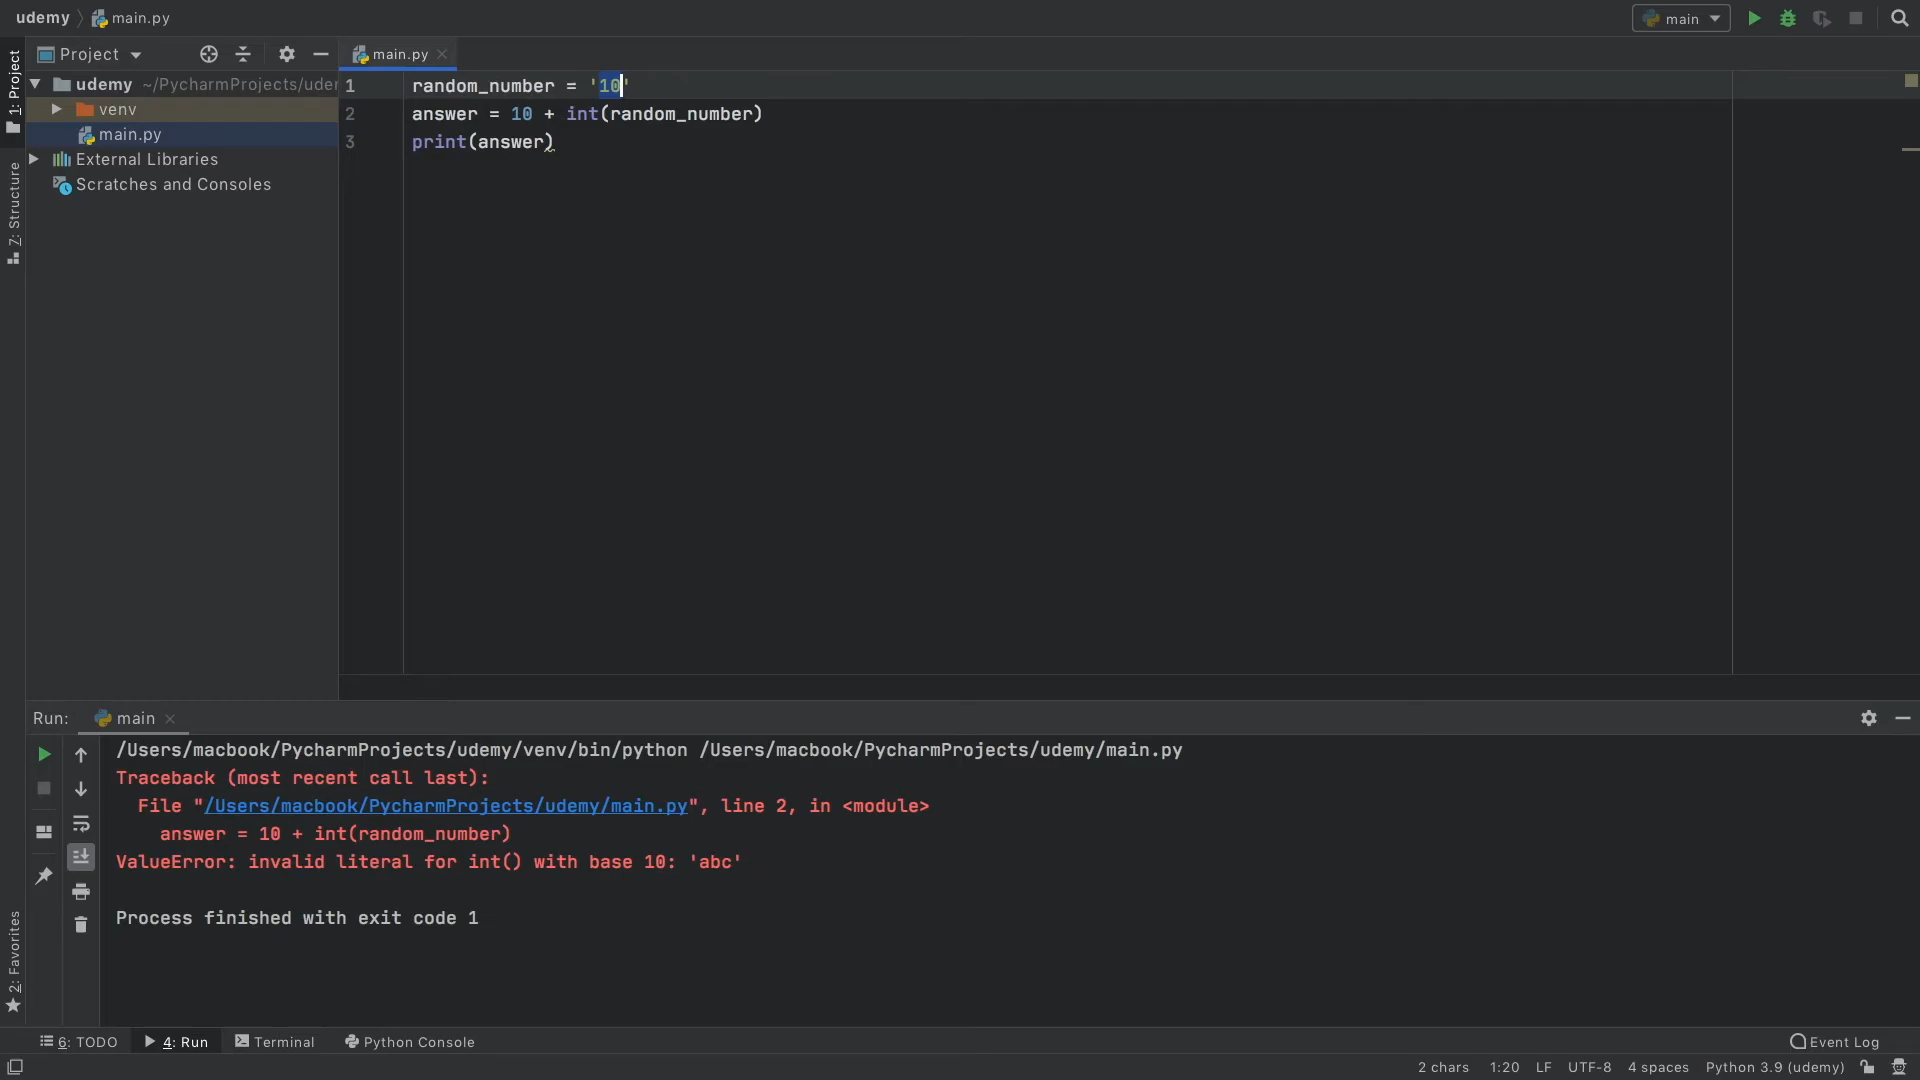 udemy main.py
main
1: Project
7: Structure
2: Favorites
Project
udemy ~/PycharmProjects/uder
venv
main.py
External Libraries
Scratches and Consoles
main.py
1 random_number = '10'
2 answer = 10 + int(random_number)
3 print(answer)
Run: main
/Users/macbook/PycharmProjects/udemy/venv/bin/python /Users/macbook/PycharmProjects/udemy/main.py
Traceback (most recent call last):
File "/Users/macbook/PycharmProjects/udemy/main.py", line 2, in <module>
answer = 10 + int(random_number)
ValueError: invalid literal for int() with base 10: 'abc'
Process finished with exit code 1
6: TODO 4: Run Terminal Python Console Event Log
2 chars 1:20 LF UTF-8 4 spaces Python 3.9 (udemy)